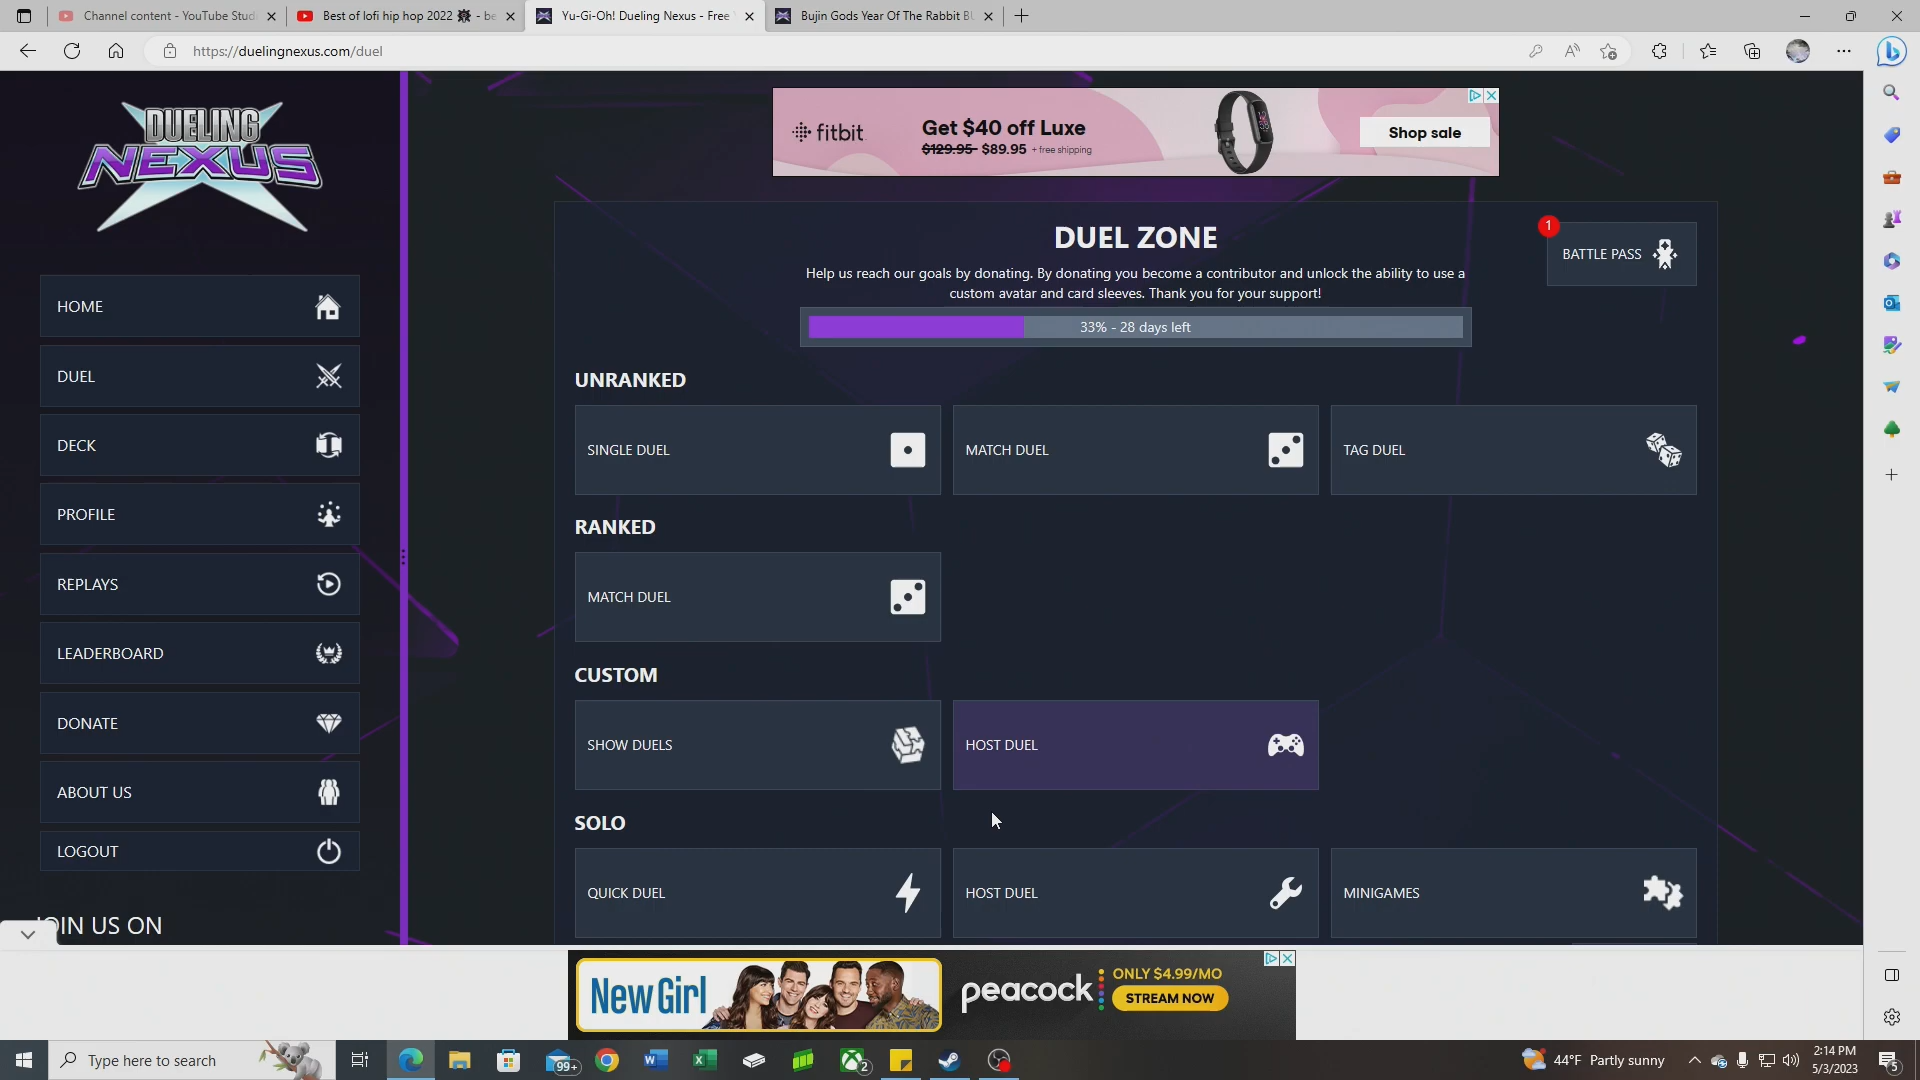 Channel content - YouTube Stud
Best of lofi hip hop 2022 🎆 - be
Yu-Gi-Oh! Dueling Nexus - Free
Bujin Gods Year Of The Rabbit BU
https://duelingnexus.com/duel
DUELING
NEXUS
fitbit
Get $40 off Luxe
$129.95 $89.95 + free shipping
Shop sale
DUEL ZONE
1
BATTLE PASS
Help us reach our goals by donating. By donating you become a contributor and unlock the ability to use a
custom avatar and card sleeves. Thank you for your support!
33% - 28 days left
HOME
DUEL
DECK
PROFILE
REPLAYS
LEADERBOARD
DONATE
ABOUT US
LOGOUT
JOIN US ON
UNRANKED
SINGLE DUEL
MATCH DUEL
TAG DUEL
RANKED
MATCH DUEL
CUSTOM
SHOW DUELS
HOST DUEL
SOLO
QUICK DUEL
HOST DUEL
MINIGAMES
New Girl
peacock
ONLY $4.99/MO
STREAM NOW
Type here to search
99+
2
44°F Partly sunny
2:14 PM
5/3/2023
5